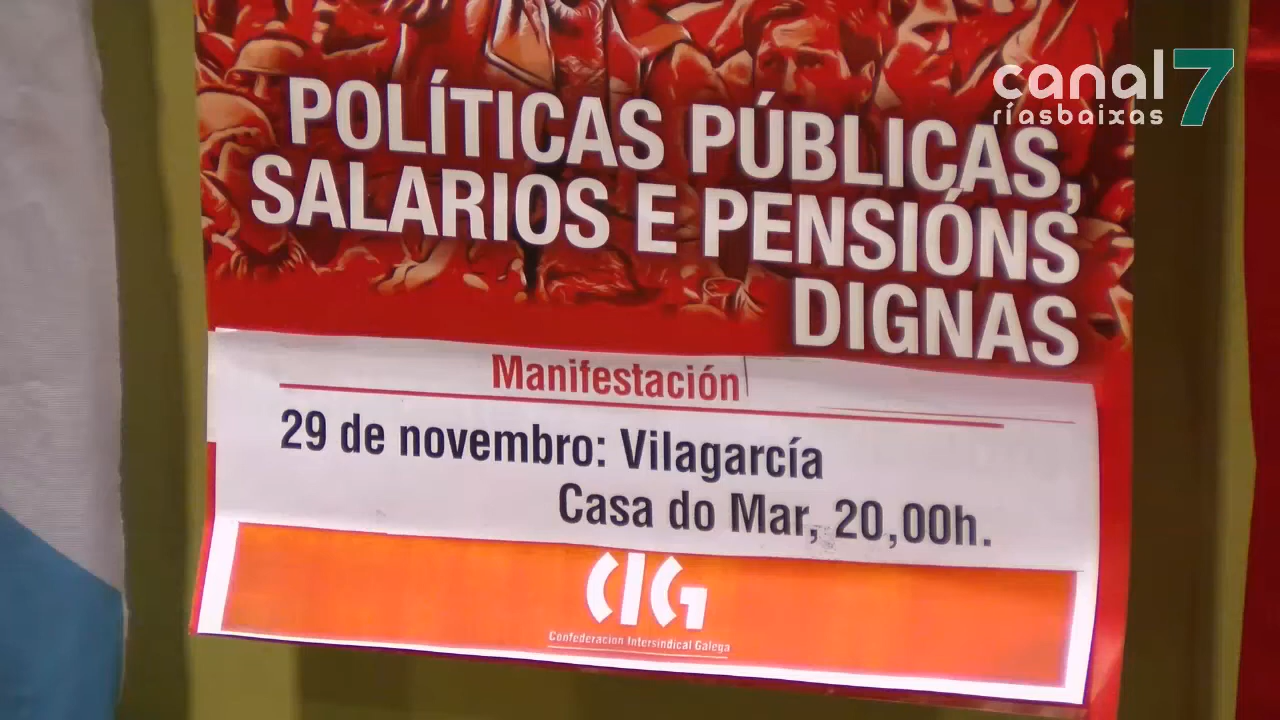 canal 7
ríasbaixas
POLÍTICAS PÚBLICAS,
SALARIOS E PENSIÓNS
DIGNAS
Manifestación
29 de novembro: Vilagarcía
Casa do Mar, 20,00h.
CIG
Confederacion Intersindical Galega